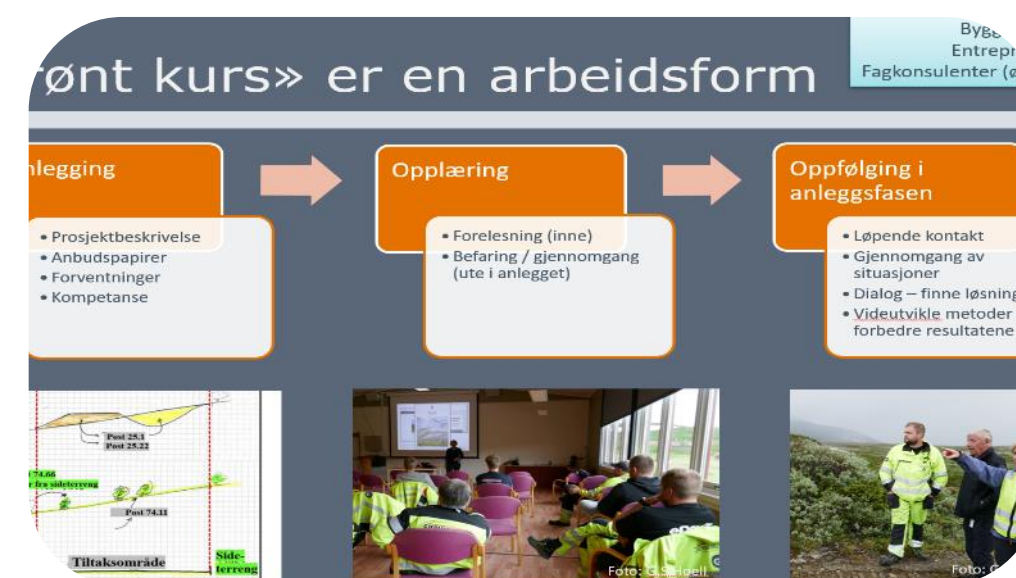 Bygg
Entrepr
Fagkonsulenter (ø
rønt kurs» er en arbeidsform
nlegging
• Prosjektbeskrivelse
• Anbudspapirer
• Forventninger
• Kompetanse
Opplæring
• Forelesning (inne)
• Befaring / gjennomgang
(ute i anlegget)
Oppfølging i
anleggsfasen
• Løpende kontakt
• Gjennomgang av
situasjoner
• Dialog – finne løsning
• Videutvikle metoder
forbedre resultatene
Post 25.1
Post 25.22
74.66
r fra sideterreng
Post 74.11
Tiltaksområde
Side-
terreng
Foto: G.S.Hoell
Foto: G